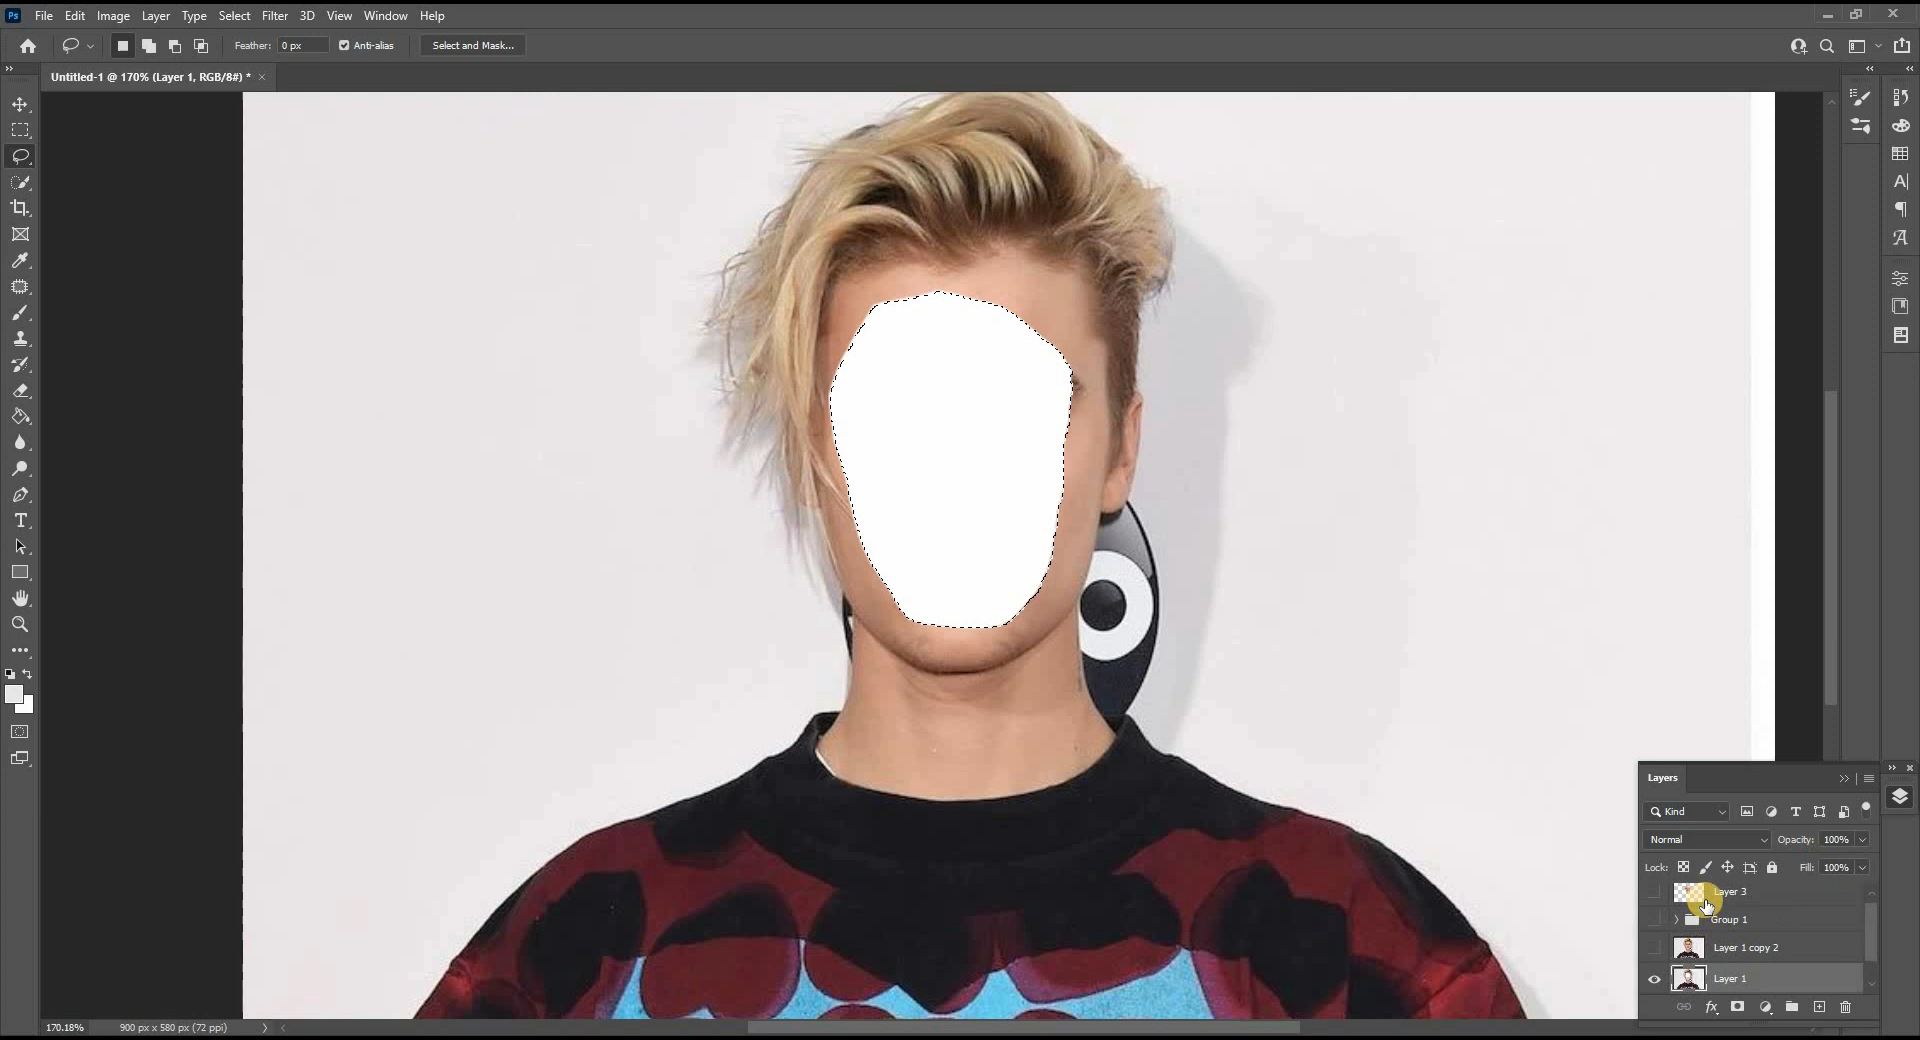 Ps File Edit Image Layer Type Select Filter 3D View Window Help
Feather: 0 px Anti-alias Select and Mask...
Untitled-1 @ 170% (Layer 1, RGB/8#) * ×
Layers
Kind
Normal Opacity: 100%
Lock: Fill: 100%
Layer 3
Group 1
Layer 1 copy 2
Layer 1
170.18% 900 px x 580 px (72 ppi)